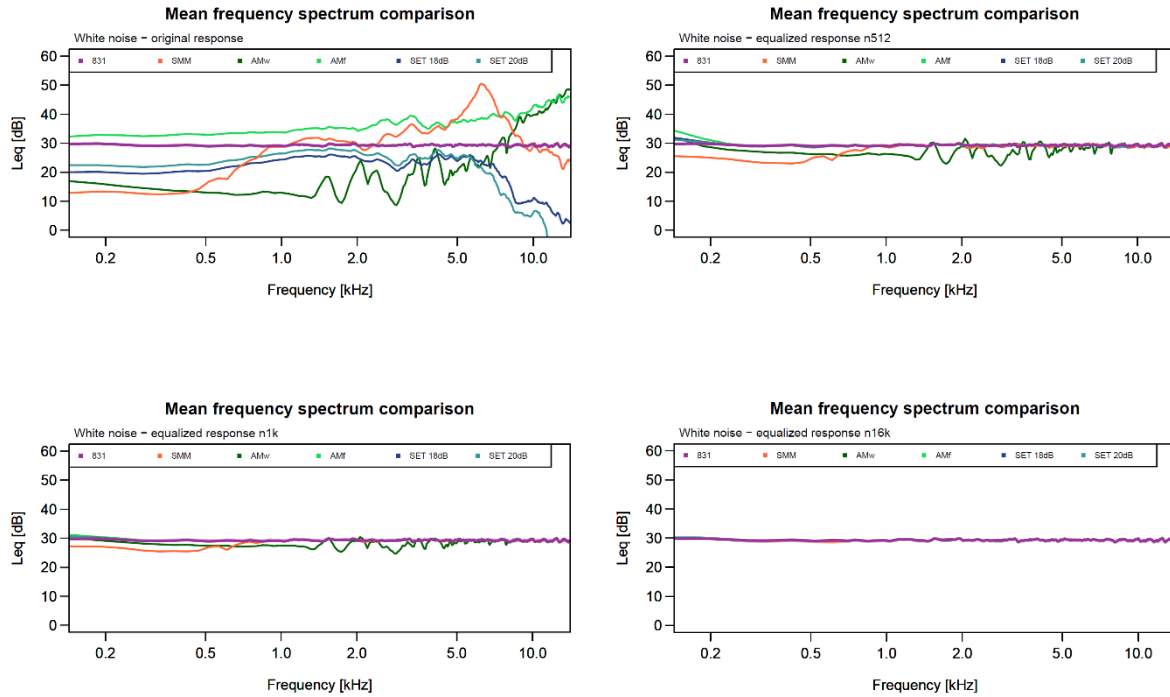 Mean frequency spectrum comparison
White noise − original response
831 SMM AMw AMf SET 18dB SET 20dB
60
50
40
30
20
10
0
Leq [dB]
0.2 0.5 1.0 2.0 5.0 10.0
Frequency [kHz]
Mean frequency spectrum comparison
White noise − equalized response n512
831 SMM AMw AMf SET 18dB SET 20dB
60
50
40
30
20
10
0
Leq [dB]
0.2 0.5 1.0 2.0 5.0 10.0
Frequency [kHz]
Mean frequency spectrum comparison
White noise − equalized response n1k
831 SMM AMw AMf SET 18dB SET 20dB
60
50
40
30
20
10
0
Leq [dB]
0.2 0.5 1.0 2.0 5.0 10.0
Frequency [kHz]
Mean frequency spectrum comparison
White noise − equalized response n16k
831 SMM AMw AMf SET 18dB SET 20dB
60
50
40
30
20
10
0
Leq [dB]
0.2 0.5 1.0 2.0 5.0 10.0
Frequency [kHz]